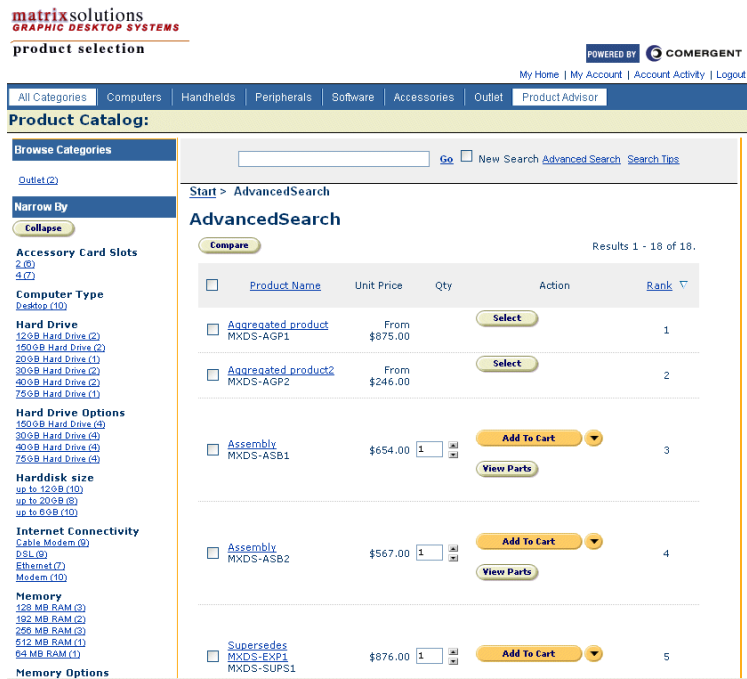 matrixsolutions
GRAPHIC DESKTOP SYSTEMS
product selection
POWERED BY COMERGENT
My Home | My Account | Account Activity | Logout
All Categories Computers Handhelds Peripherals Software Accessories Outlet Product Advisor
Product Catalog:
Browse Categories
Outlet (2)
Narrow By
Collapse
Accessory Card Slots
2 (6)
4 (7)
Computer Type
Desktop (10)
Hard Drive
12GB Hard Drive (2)
150GB Hard Drive (2)
20GB Hard Drive (1)
30GB Hard Drive (2)
40GB Hard Drive (2)
75GB Hard Drive (1)
Hard Drive Options
150GB Hard Drive (4)
30GB Hard Drive (4)
40GB Hard Drive (4)
75GB Hard Drive (4)
Harddisk size
up to 12GB (10)
up to 20GB (8)
up to 6GB (10)
Internet Connectivity
Cable Modem (9)
DSL (9)
Ethernet (7)
Modem (10)
Memory
128 MB RAM (3)
192 MB RAM (2)
256 MB RAM (3)
512 MB RAM (1)
64 MB RAM (1)
Memory Options
Go New Search Advanced Search Search Tips
Start > AdvancedSearch
AdvancedSearch
Compare
Results 1 - 18 of 18.
Product Name Unit Price Qty Action Rank
Aggregated product
MXDS-AGP1
From
$875.00
Select
1
Aggregated product2
MXDS-AGP2
From
$246.00
Select
2
Assembly
MXDS-ASB1
$654.00
1
Add To Cart
View Parts
3
Assembly
MXDS-ASB2
$567.00
1
Add To Cart
View Parts
4
Supersedes
MXDS-EXP1
MXDS-SUPS1
$876.00
1
Add To Cart
5